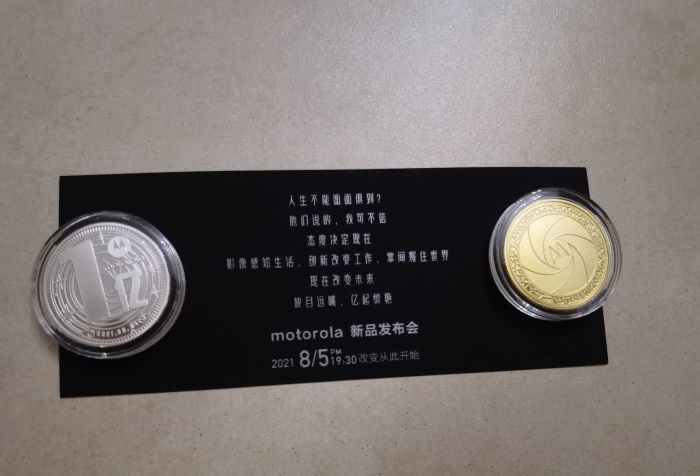 人生不能面面俱到?
他们说的，我可不信
态度决定现在
影像感知生活，创新改变工作，掌间握住世界
现在改变未来
放目远瞩，亿起惊艳
motorola 新品发布会
2021 8/5 PM 19:30 改变从此开始
1亿